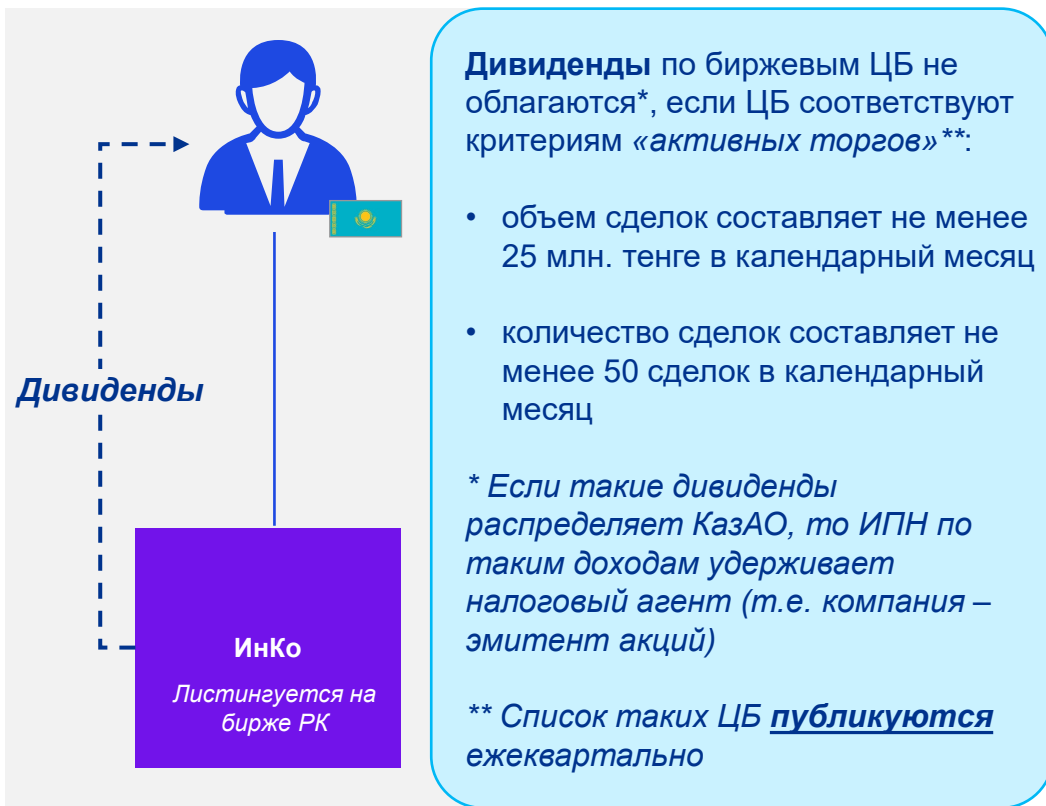 Дивиденды
ИнКо
Листингуется на
бирже РК
Дивиденды по биржевым ЦБ не
облагаются*, если ЦБ соответствуют
критериям «активных торгов»**:
• объем сделок составляет не менее
25 млн. тенге в календарный месяц
• количество сделок составляет не
менее 50 сделок в календарный
месяц
* Если такие дивиденды
распределяет КазАО, то ИПН по
таким доходам удерживает
налоговый агент (т.е. компания –
эмитент акций)
** Список таких ЦБ публикуются
ежеквартально